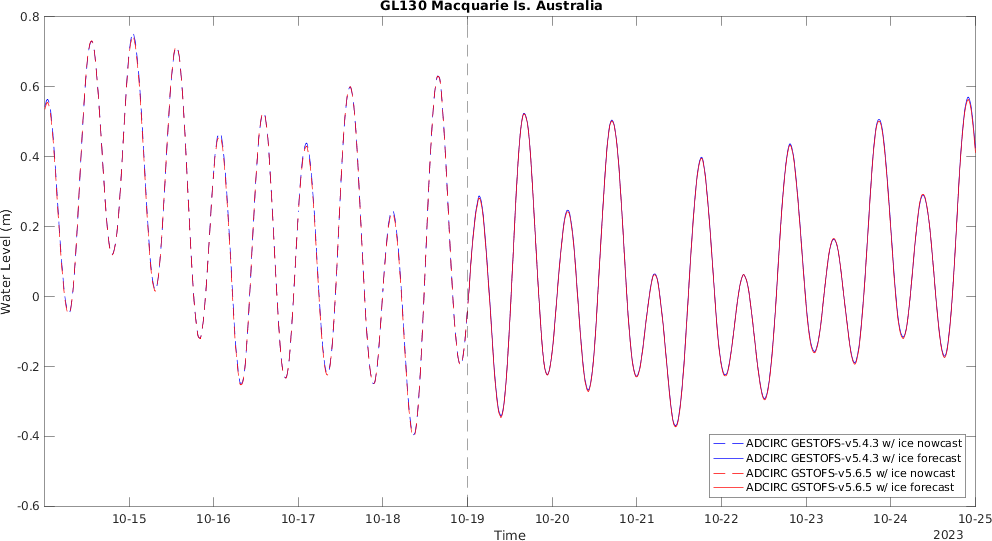 GL130 Macquarie Is. Australia
Water Level (m)
0.8
0.6
0.4
0.2
0
-0.2
-0.4
-0.6
ADCIRC GESTOFS-v5.4.3 w/ ice nowcast
ADCIRC GESTOFS-v5.4.3 w/ ice forecast
ADCIRC GSTOFS-v5.6.5 w/ ice nowcast
ADCIRC GSTOFS-v5.6.5 w/ ice forecast
10-15 10-16 10-17 10-18 10-19 10-20 10-21 10-22 10-23 10-24 10-25
Time
2023